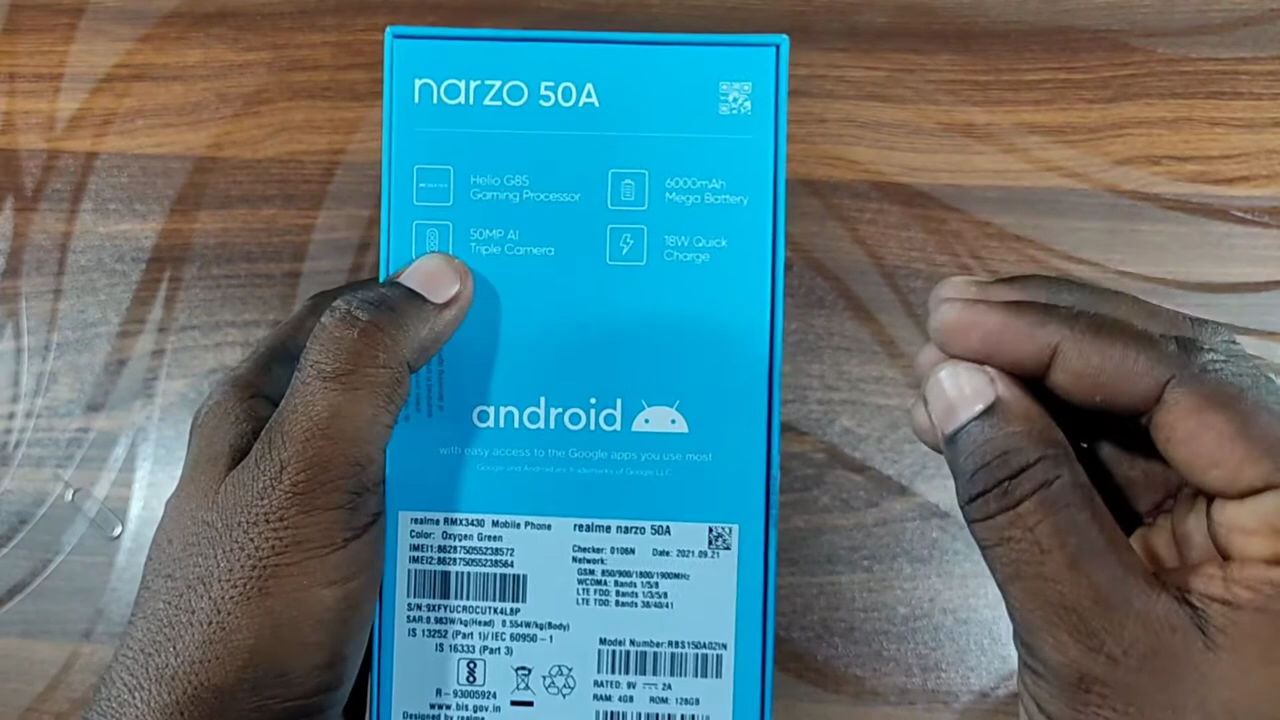 narzo 50A
Helio G85
Gaming Processor
6000mAh
Mega Battery
50MP AI
Triple Camera
18W Quick
Charge
android
with easy access to the Google apps you use most
Google and Android are trademarks of Google LLC.
realme RMX3430 Mobile Phone
Color: Oxygen Green
IMEI1:862875055238572
IMEI2:862875055238564
S/N:9XFYUCROCUTK4L8P
SAR:0.983W/kg(Head) 0.554W/kg(Body)
IS 13252 (Part 1)/ IEC 60950-1
IS 16333 (Part 3)
R-93005924
www.bis.gov.in
Designed by realme
realme narzo 50A
Checker: 0106N Date: 2021.09.21
Network:
GSM: 850/900/1800/1900MHz
WCDMA: Bands 1/5/8
LTE FDD: Bands 1/3/5/8
LTE TDD: Bands 38/40/41
Model Number:RBS150A02IN
RATED: 9V ⎓ 2A
RAM: 4GB ROM: 128GB